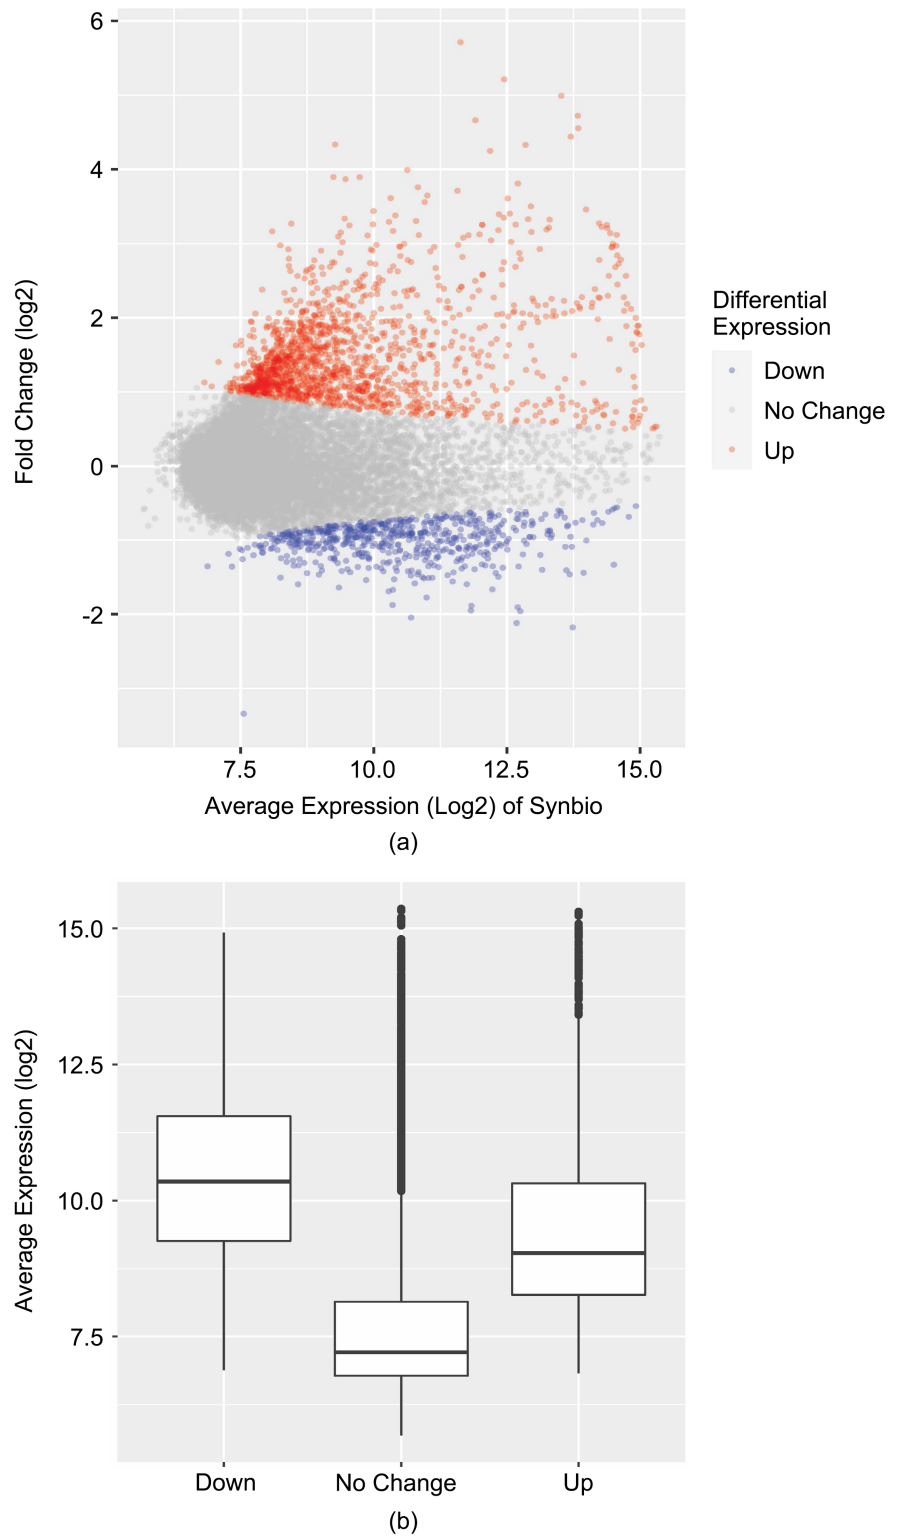 6
4
2
0
-2
Fold Change (log2)
7.5
10.0
12.5
15.0
Average Expression (Log2) of Synbio
(a)
Differential
Expression
Down
No Change
Up
15.0
12.5
10.0
7.5
Average Expression (log2)
Down
No Change
Up
(b)